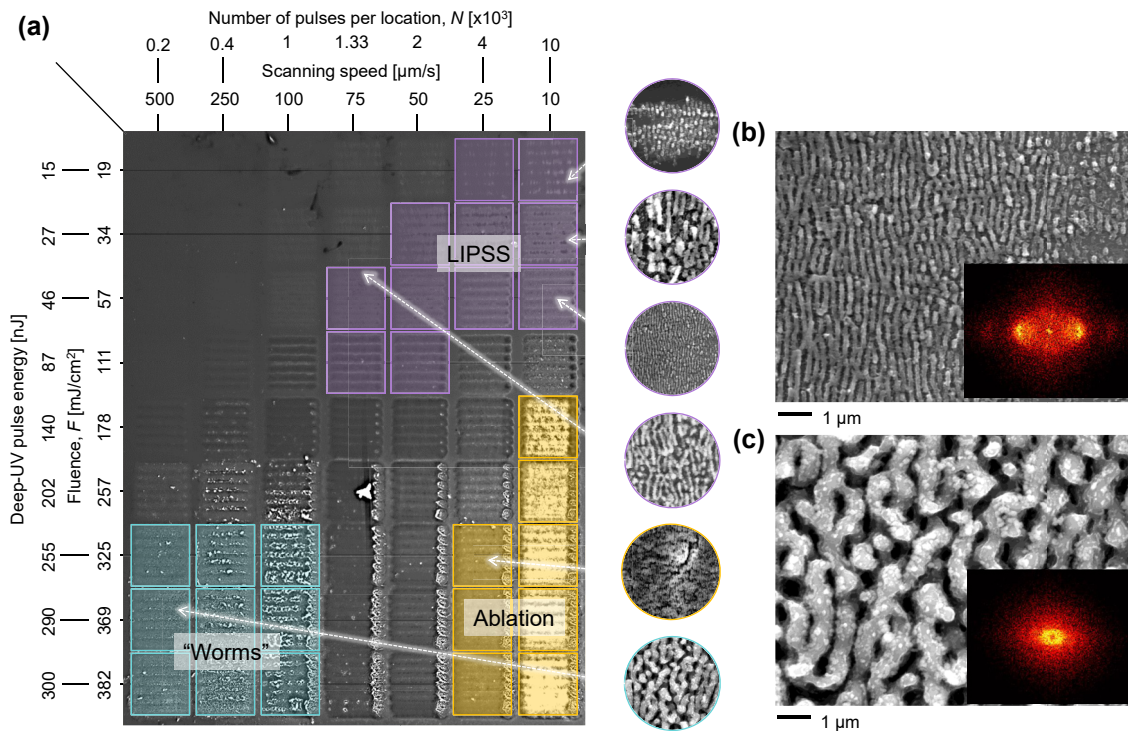 (a)
Number of pulses per location, N [x10³]
0.2 0.4 1 1.33 2 4 10
Scanning speed [µm/s]
500 250 100 75 50 25 10
Deep-UV pulse energy [nJ]
Fluence, F [mJ/cm²]
15 19
27 34
46 57
87 111
140 178
202 257
255 325
290 369
300 382
LIPSS
Ablation
“Worms”
(b)
1 µm
(c)
1 µm